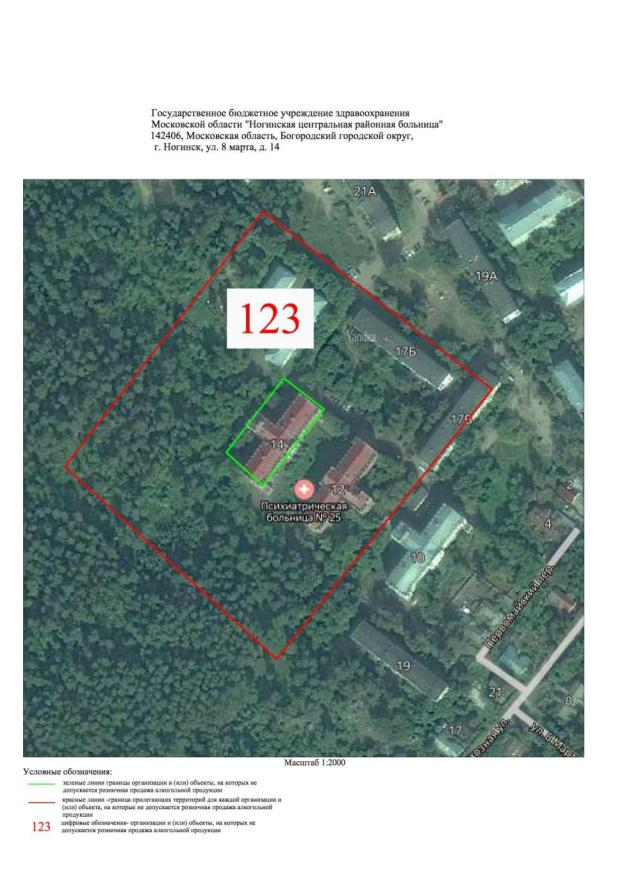 Государственное бюджетное учреждение здравоохранения
Московской области "Ногинская центральная районная больница"
142406, Московская область, Богородский городской округ,
г. Ногинск, ул. 8 марта, д. 14
21А
19А
123
Yandex
17Б
17Б
14
12
Психиатрическая
больница № 25
2
4
10
Первомайский пер.
19
21
8
17
Масштаб 1:2000
Условные обозначения:
зеленые линии границы организации и (или) объекты, на которых не
допускается розничная продажа алкогольной продукции
красные линии -граница прилегающих территорий для каждой организации и
(или) объекта, на которые не допускается розничная продажа алкогольной
продукции
123
цифровые обозначения- организации и (или) объекты, на которых не
допускается розничная продажа алкогольной продукции